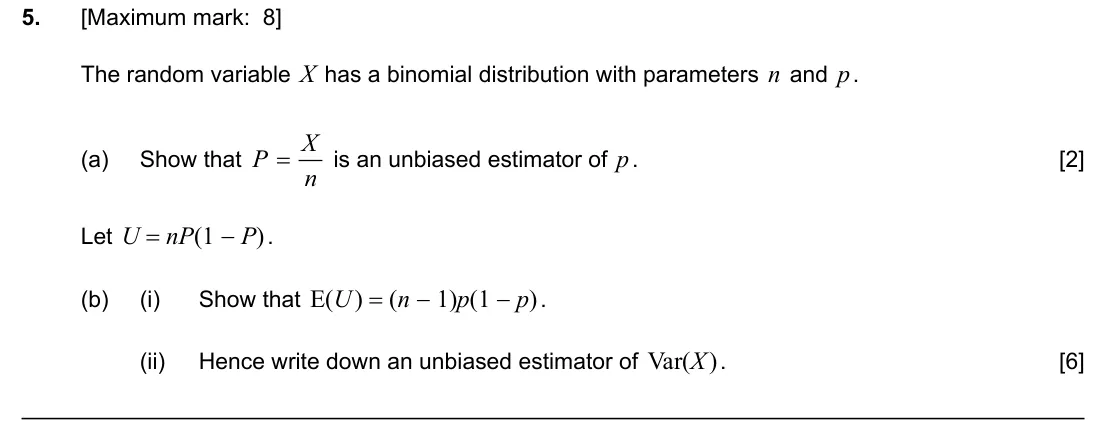 5. [Maximum mark: 8]
The random variable X has a binomial distribution with parameters n and p.
(a) Show that P = X/n is an unbiased estimator of p. [2]
Let U = nP(1 − P).
(b) (i) Show that E(U) = (n − 1)p(1 − p).
(ii) Hence write down an unbiased estimator of Var(X). [6]